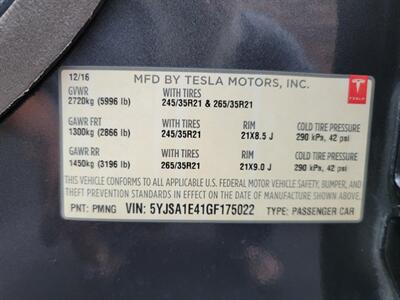 12/16 MFD BY TESLA MOTORS, INC.
GVWR WITH TIRES
2720kg (5996 lb) 245/35R21 & 265/35R21
TESLA
GAWR FRT WITH TIRES RIM COLD TIRE PRESSURE
1300kg (2866 lb) 245/35R21 21X8.5 J 290 kPa, 42 psi
GAWR RR WITH TIRES RIM COLD TIRE PRESSURE
1450kg (3196 lb) 265/35R21 21X9.0 J 290 kPa, 42 psi
THIS VEHICLE CONFORMS TO ALL APPLICABLE U.S. FEDERAL MOTOR VEHICLE SAFETY, BUMPER, AND
THEFT PREVENTION STANDARDS IN EFFECT ON THE DATE OF MANUFACTURE SHOWN ABOVE.
PNT: PMNG VIN: 5YJSA1E41GF175022 TYPE: PASSENGER CAR